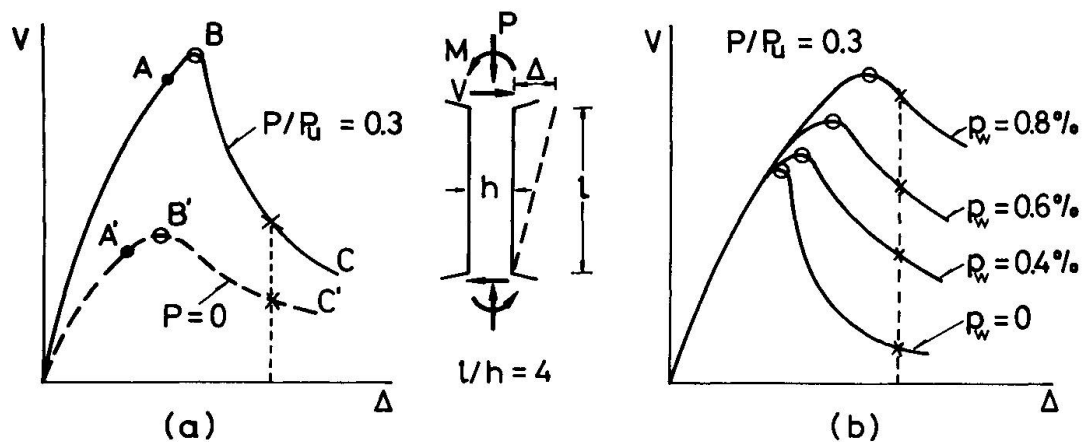 V
A
B
P/Pu = 0.3
C
A'
B'
P=0
C'
Δ
(a)
P
M
Δ
V
h
l
l/h = 4
V
P/Pu = 0.3
pw = 0.8%
pw = 0.6%
pw = 0.4%
pw = 0
Δ
(b)